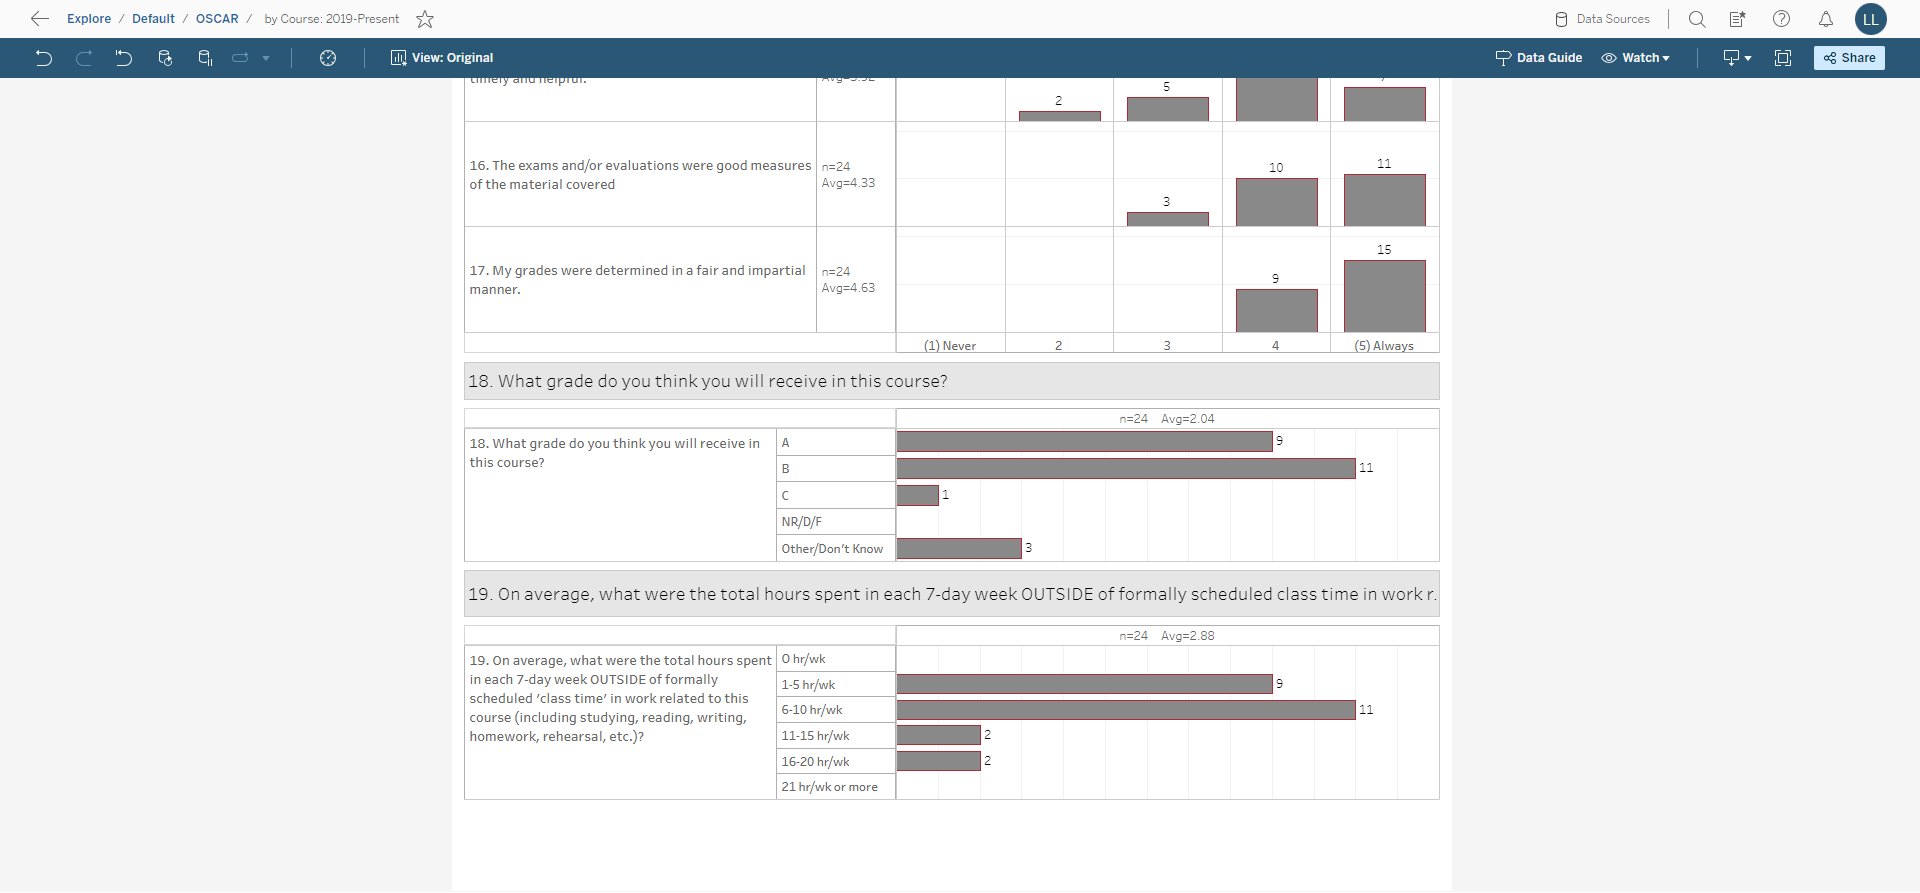 Explore / Default / OSCAR / by Course: 2019-Present
Data Sources
LL
View: Original
Data Guide
Watch
Share
timely and helpful.
Avg=3.92
2
5
7
16. The exams and/or evaluations were good measures
of the material covered
n=24
Avg=4.33
3
10
11
17. My grades were determined in a fair and impartial
manner.
n=24
Avg=4.63
9
15
(1) Never
2
3
4
(5) Always
18. What grade do you think you will receive in this course?
n=24 Avg=2.04
18. What grade do you think you will receive in
this course?
A
9
B
11
C
1
NR/D/F
Other/Don't Know
3
19. On average, what were the total hours spent in each 7-day week OUTSIDE of formally scheduled class time in work r.
n=24 Avg=2.88
19. On average, what were the total hours spent
in each 7-day week OUTSIDE of formally
scheduled ‘class time’ in work related to this
course (including studying, reading, writing,
homework, rehearsal, etc.)?
0 hr/wk
1-5 hr/wk
9
6-10 hr/wk
11
11-15 hr/wk
2
16-20 hr/wk
2
21 hr/wk or more